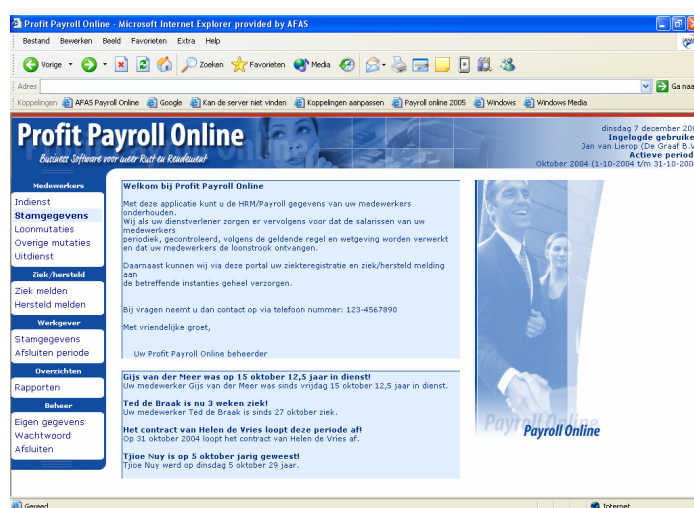 Profit Payroll Online - Microsoft Internet Explorer provided by AFAS
Bestand Bewerken Beeld Favorieten Extra Help
Vorige Zoeken Favorieten Media
Adres Ga naa
Koppelingen AFAS Payroll Online Google Kan de server niet vinden Koppelingen aanpassen Payroll online 2005 Windows Windows Media
Profit Payroll Online
Business Software voor meer Rust en Rendement
dinsdag 7 december 200
Ingelogde gebruike
Jan van Lierop (De Graaf B.V
Actieve period
Oktober 2004 (1-10-2004 t/m 31-10-200
Medewerkers
Indienst
Stamgegevens
Loonmutaties
Overige mutaties
Uitdienst
Ziek/hersteld
Ziek melden
Hersteld melden
Werkgever
Stamgegevens
Afsluiten periode
Overzichten
Rapporten
Beheer
Eigen gegevens
Wachtwoord
Afsluiten
Welkom bij Profit Payroll Online
Met deze applicatie kunt u de HRM/Payroll gegevens van uw medewerkers
onderhouden.
Wij als uw dienstverlener zorgen er vervolgens voor dat de salarissen van uw
medewerkers
periodiek, gecontroleerd, volgens de geldende regel en wetgeving worden verwerkt
en dat uw medewerkers de loonstrook ontvangen.
Daarnaast kunnen wij via deze portal uw ziekteregistratie en ziek/hersteld melding
aan
de betreffende instanties geheel verzorgen.
Bij vragen neemt u dan contact op via telefoon nummer: 123-4567890
Met vriendelijke groet,
Uw Profit Payroll Online beheerder
Gijs van der Meer was op 15 oktober 12,5 jaar in dienst!
Uw medewerker Gijs van der Meer was sinds vrijdag 15 oktober 12,5 jaar in dienst.
Ted de Braak is nu 3 weken ziek!
Uw medewerker Ted de Braak is sinds 27 oktober ziek.
Het contract van Helen de Vries loopt deze periode af!
Op 31 oktober 2004 loopt het contract van Helen de Vries af.
Tjioe Nuy is op 5 oktober jarig geweest!
Tjioe Nuy werd op dinsdag 5 oktober 29 jaar.
Payroll Online
Gereed Internet